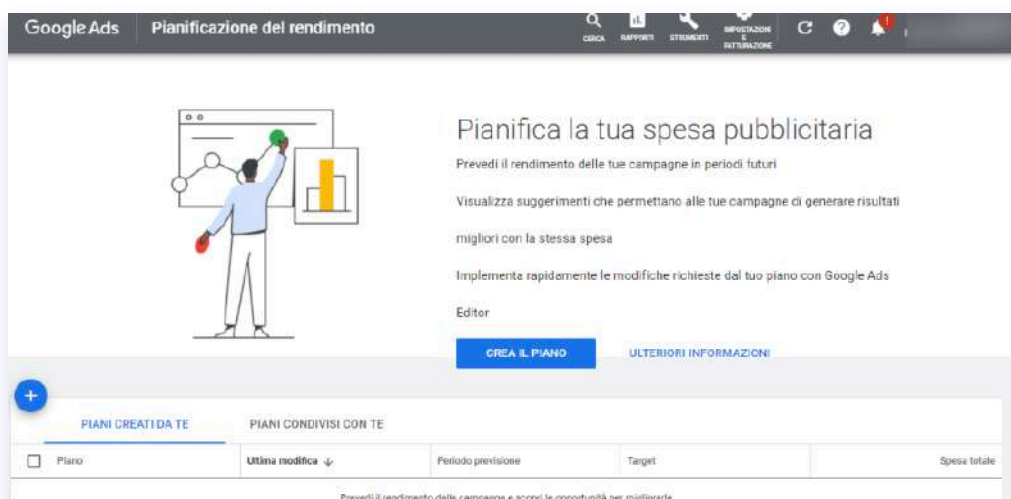 Google Ads
Pianificazione del rendimento
CERCA
RAPPORTI
STRUMENTI
IMPOSTAZIONI
E
FATTURAZIONE
Pianifica la tua spesa pubblicitaria
Prevedi il rendimento delle tue campagne in periodi futuri
Visualizza suggerimenti che permettano alle tue campagne di generare risultati
migliori con la stessa spesa
Implementa rapidamente le modifiche richieste dal tuo piano con Google Ads
Editor
CREA IL PIANO
ULTERIORI INFORMAZIONI
PIANI CREATI DA TE
PIANI CONDIVISI CON TE
Piano
Ultima modifica
Periodo previsione
Target
Spesa totale
Prevedi il rendimento delle campagne e scopri le opportunità per migliorarle